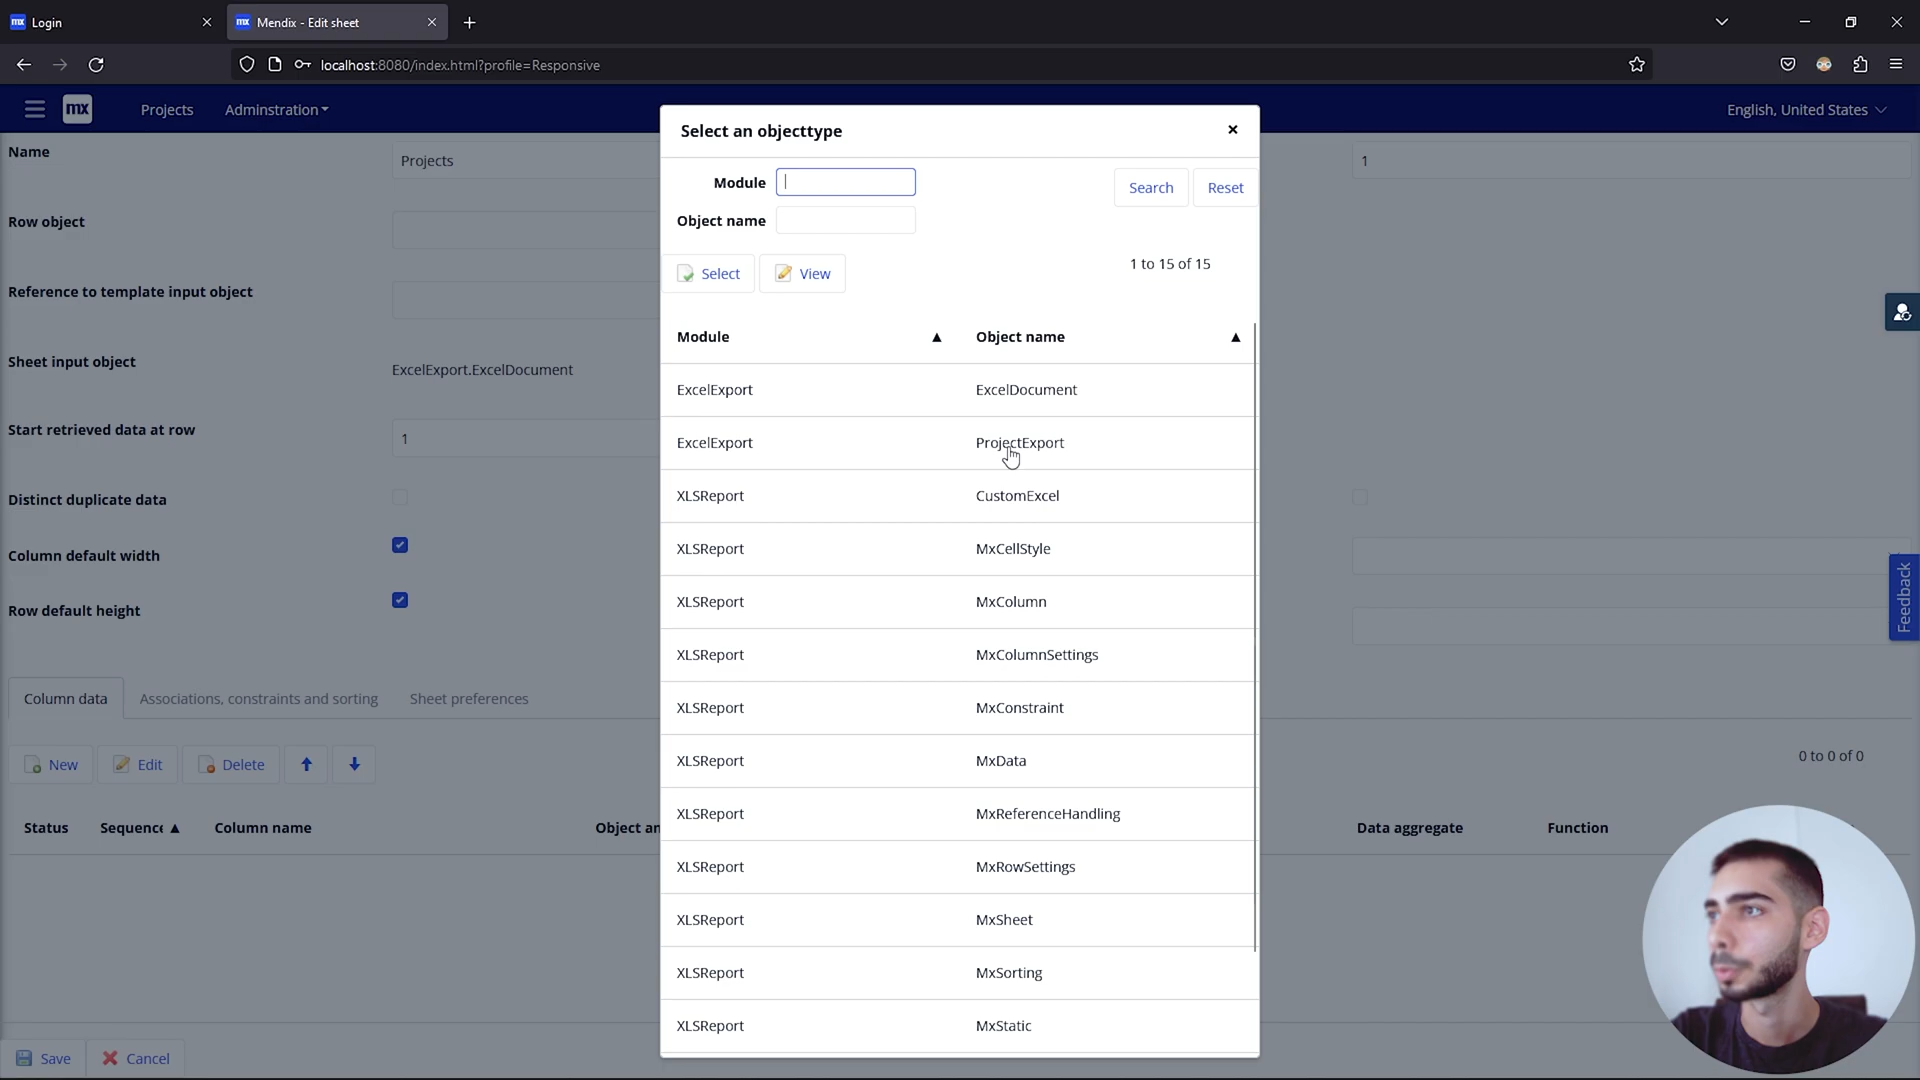 mx Login
mx Mendix - Edit sheet
localhost:8080/index.html?profile=Responsive
mx Projects Adminstration English, United States
Name Projects 1
Row object
Reference to template input object
Sheet input object ExcelExport.ExcelDocument
Start retrieved data at row 1
Distinct duplicate data
Column default width
Row default height
Column data Associations, constraints and sorting Sheet preferences
New Edit Delete 0 to 0 of 0
Status Sequence Column name Object an Data aggregate Function
Save Cancel
Feedback
Select an objecttype
Module Search Reset
Object name
Select View 1 to 15 of 15
Module Object name
ExcelExport ExcelDocument
ExcelExport ProjectExport
XLSReport CustomExcel
XLSReport MxCellStyle
XLSReport MxColumn
XLSReport MxColumnSettings
XLSReport MxConstraint
XLSReport MxData
XLSReport MxReferenceHandling
XLSReport MxRowSettings
XLSReport MxSheet
XLSReport MxSorting
XLSReport MxStatic